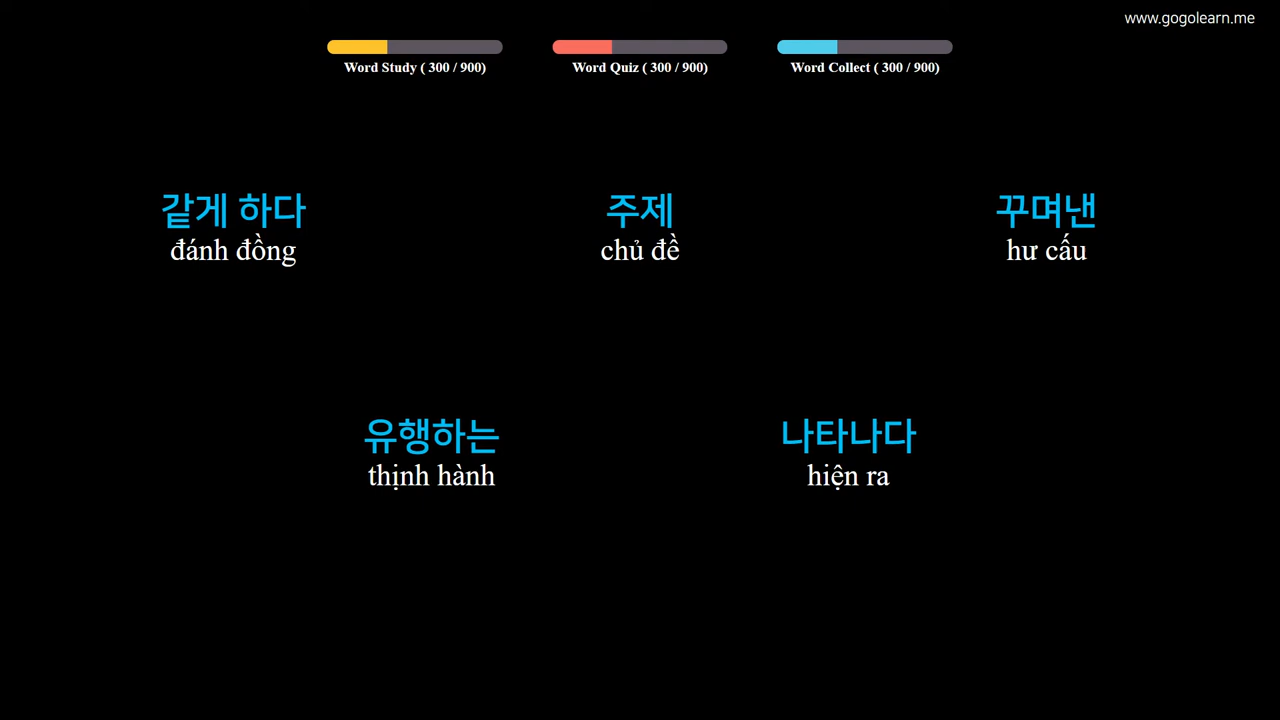 www.gogolearn.me
Word Study ( 300 / 900)
Word Quiz ( 300 / 900)
Word Collect ( 300 / 900)
같게 하다
đánh đồng
주제
chủ đề
꾸며낸
hư cấu
유행하는
thịnh hành
나타나다
hiện ra